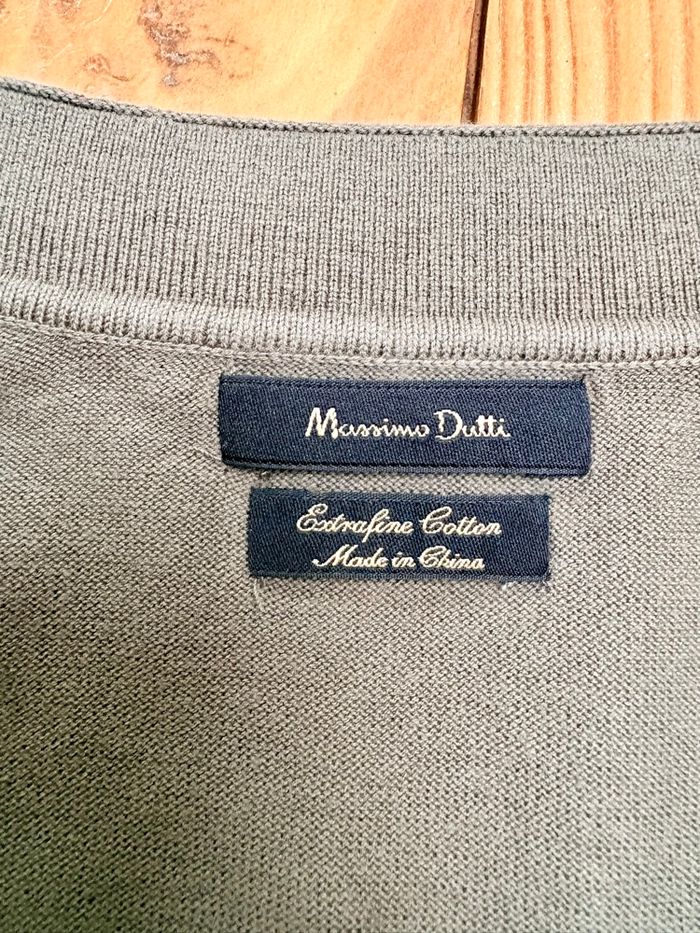 Massimo Dutti
Extrafine Cotton
Made in China